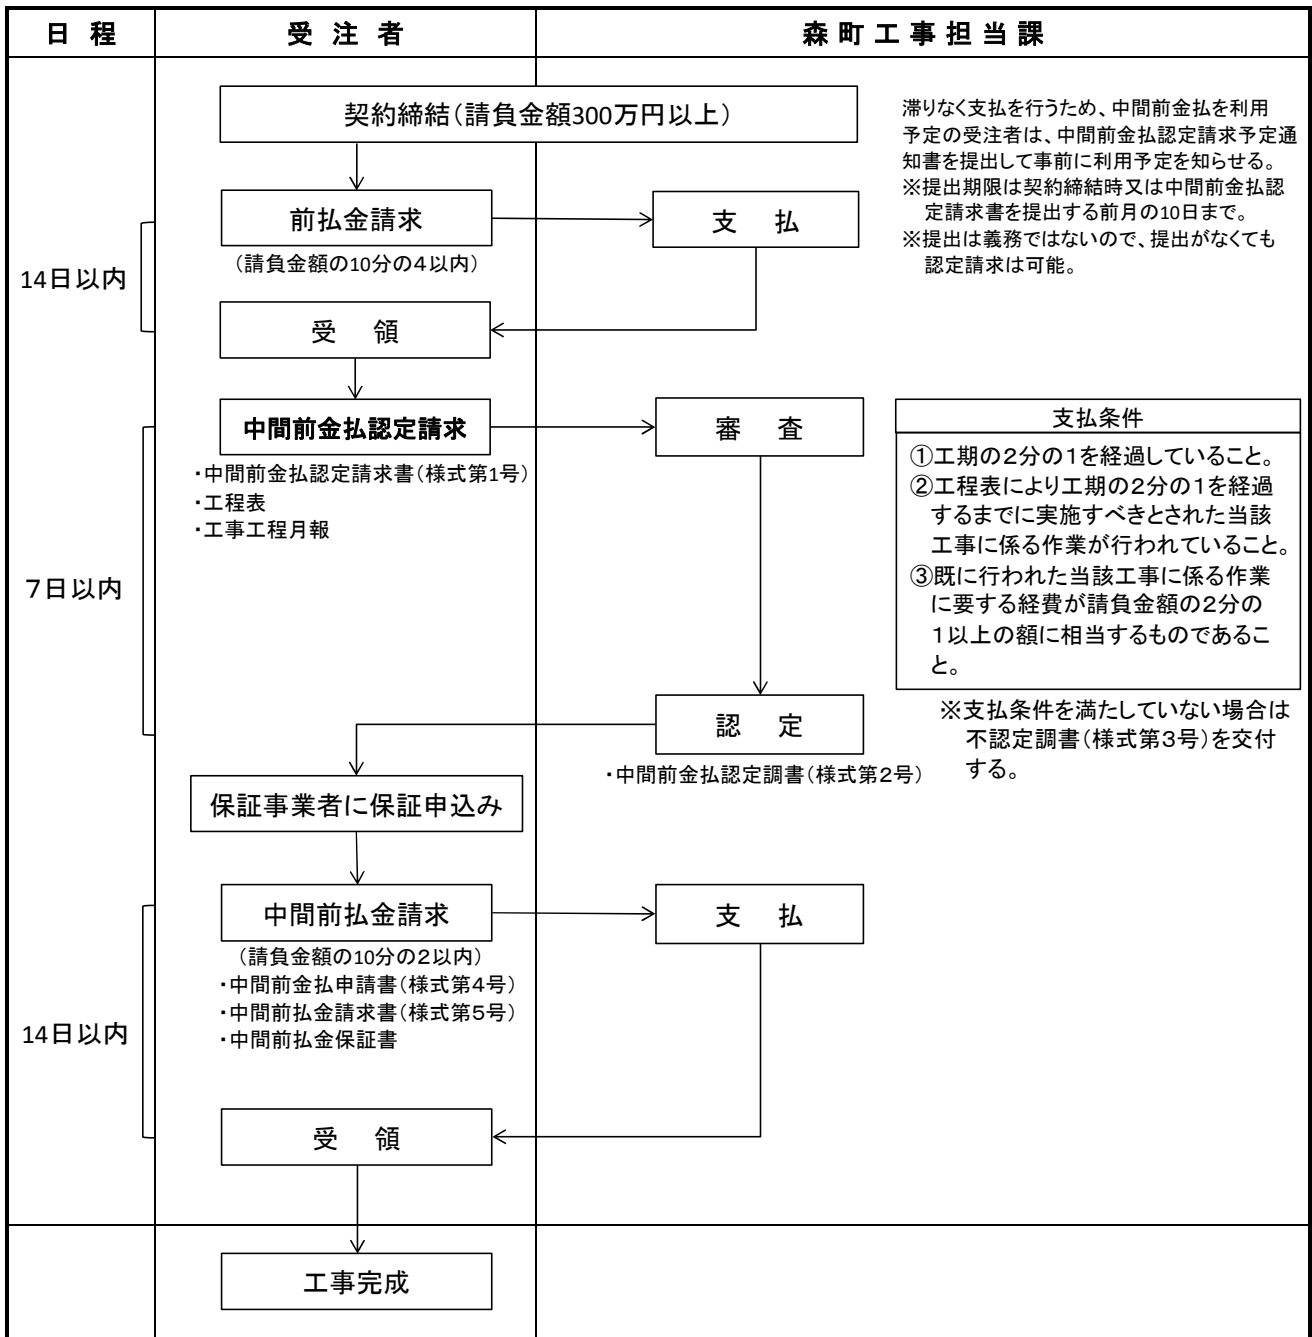 日 程
受 注 者
森 町 工 事 担 当 課
契約締結（請負金額300万円以上）
滞りなく支払を行うため、中間前金払を利用
予定の受注者は、中間前金払認定請求予定通
知書を提出して事前に利用予定を知らせる。
※提出期限は契約締結時又は中間前金払認
定請求書を提出する前月の10日まで。
※提出は義務ではないので、提出がなくても
認定請求は可能。
前払金請求
支 払
（請負金額の10分の４以内）
14日以内
受 領
中間前金払認定請求
審 査
・中間前金払認定請求書（様式第1号）
・工程表
・工事工程月報
支払条件
①工期の２分の１を経過していること。
②工程表により工期の２分の１を経過
するまでに実施すべきとされた当該
工事に係る作業が行われていること。
③既に行われた当該工事に係る作業
に要する経費が請負金額の２分の
１以上の額に相当するものであるこ
と。
７日以内
認 定
・中間前金払認定調書（様式第２号）
※支払条件を満たしていない場合は
不認定調書（様式第３号）を交付
する。
保証事業者に保証申込み
中間前払金請求
支 払
（請負金額の10分の２以内）
・中間前金払申請書（様式第４号）
・中間前払金請求書（様式第５号）
・中間前払金保証書
14日以内
受 領
工事完成